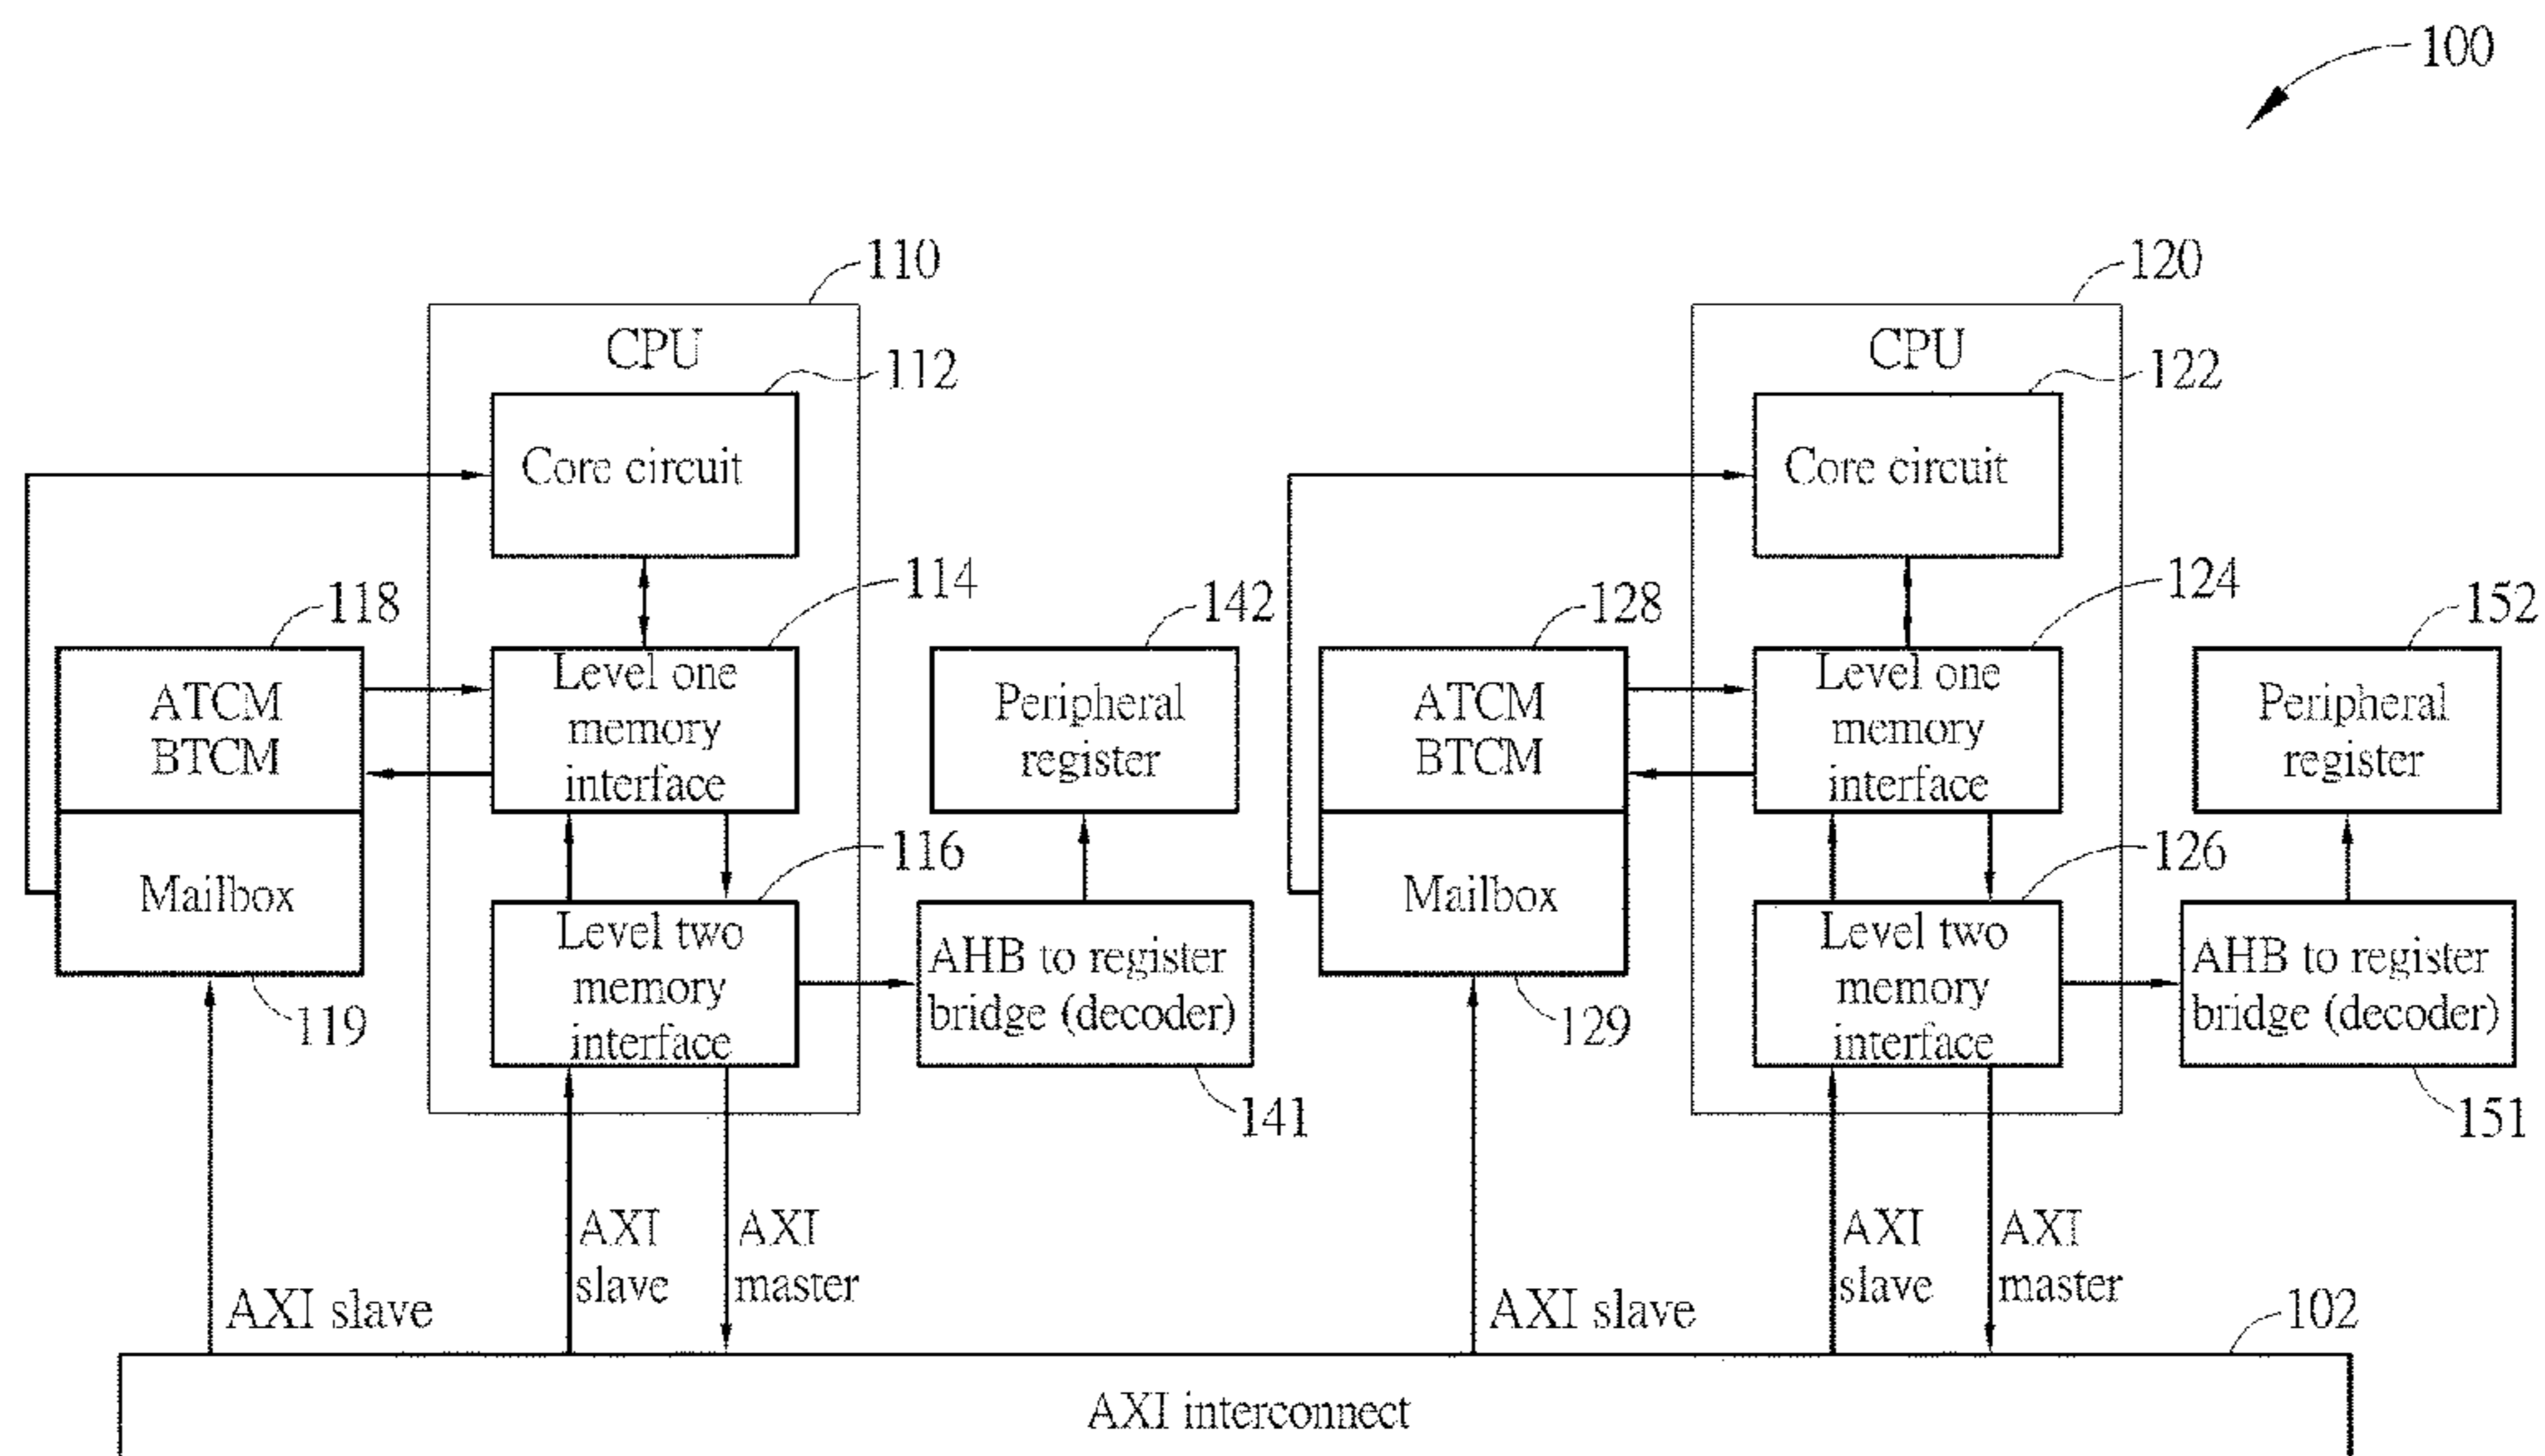 100
110
120
CPU
112
CPU
122
Core circuit
Core circuit
118
114
142
128
124
152
ATCM
BTCM
Level one
memory
interface
Peripheral
register
ATCM
BTCM
Level one
memory
interface
Peripheral
register
116
126
Mailbox
Level two
memory
interface
AHB to register
bridge (decoder)
Mailbox
Level two
memory
interface
AHB to register
bridge (decoder)
119
141
129
151
AXI slave
AXI
slave
AXI
master
AXI slave
AXI
slave
AXI
master
102
AXI interconnect